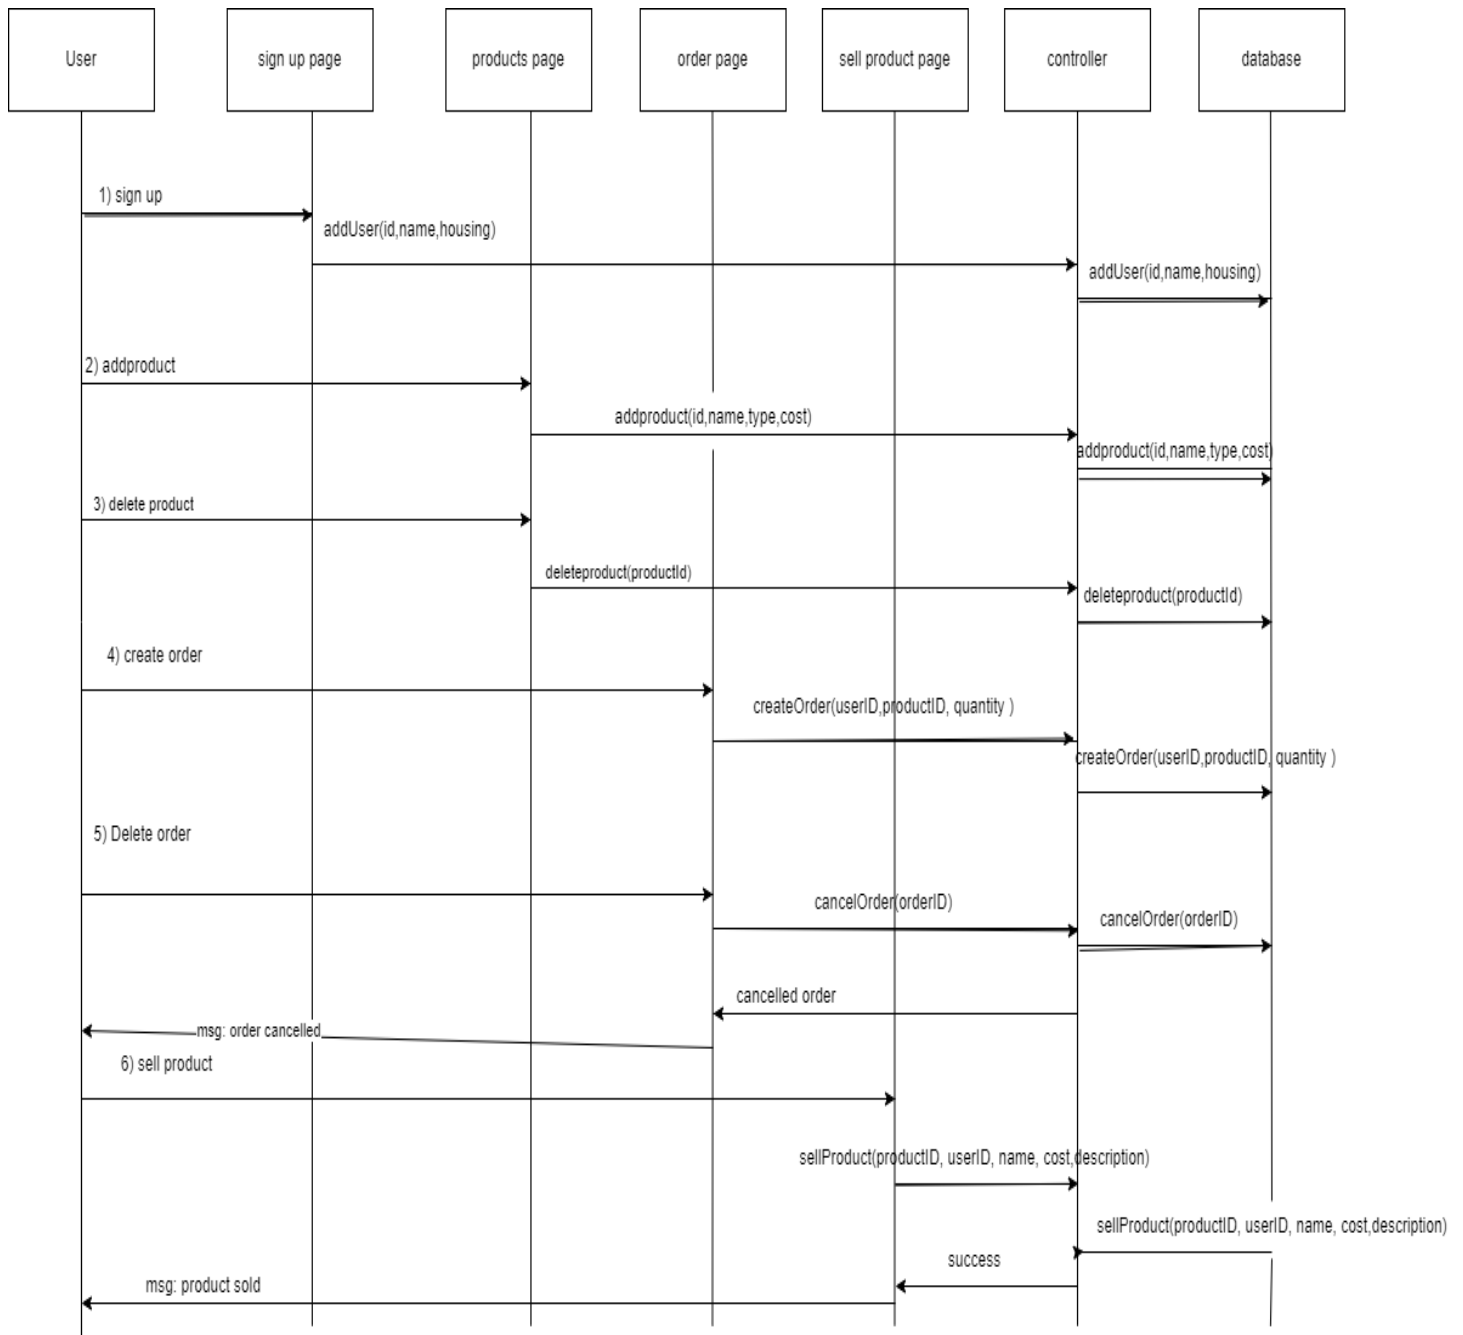 User
sign up page
products page
order page
sell product page
controller
database
1) sign up
addUser(id,name,housing)
addUser(id,name,housing)
2) addproduct
addproduct(id,name,type,cost)
addproduct(id,name,type,cost)
3) delete product
deleteproduct(productId)
deleteproduct(productId)
4) create order
createOrder(userID,productID, quantity )
createOrder(userID,productID, quantity )
5) Delete order
cancelOrder(orderID)
cancelOrder(orderID)
cancelled order
msg: order cancelled
6) sell product
sellProduct(productID, userID, name, cost,description)
sellProduct(productID, userID, name, cost,description)
success
msg: product sold